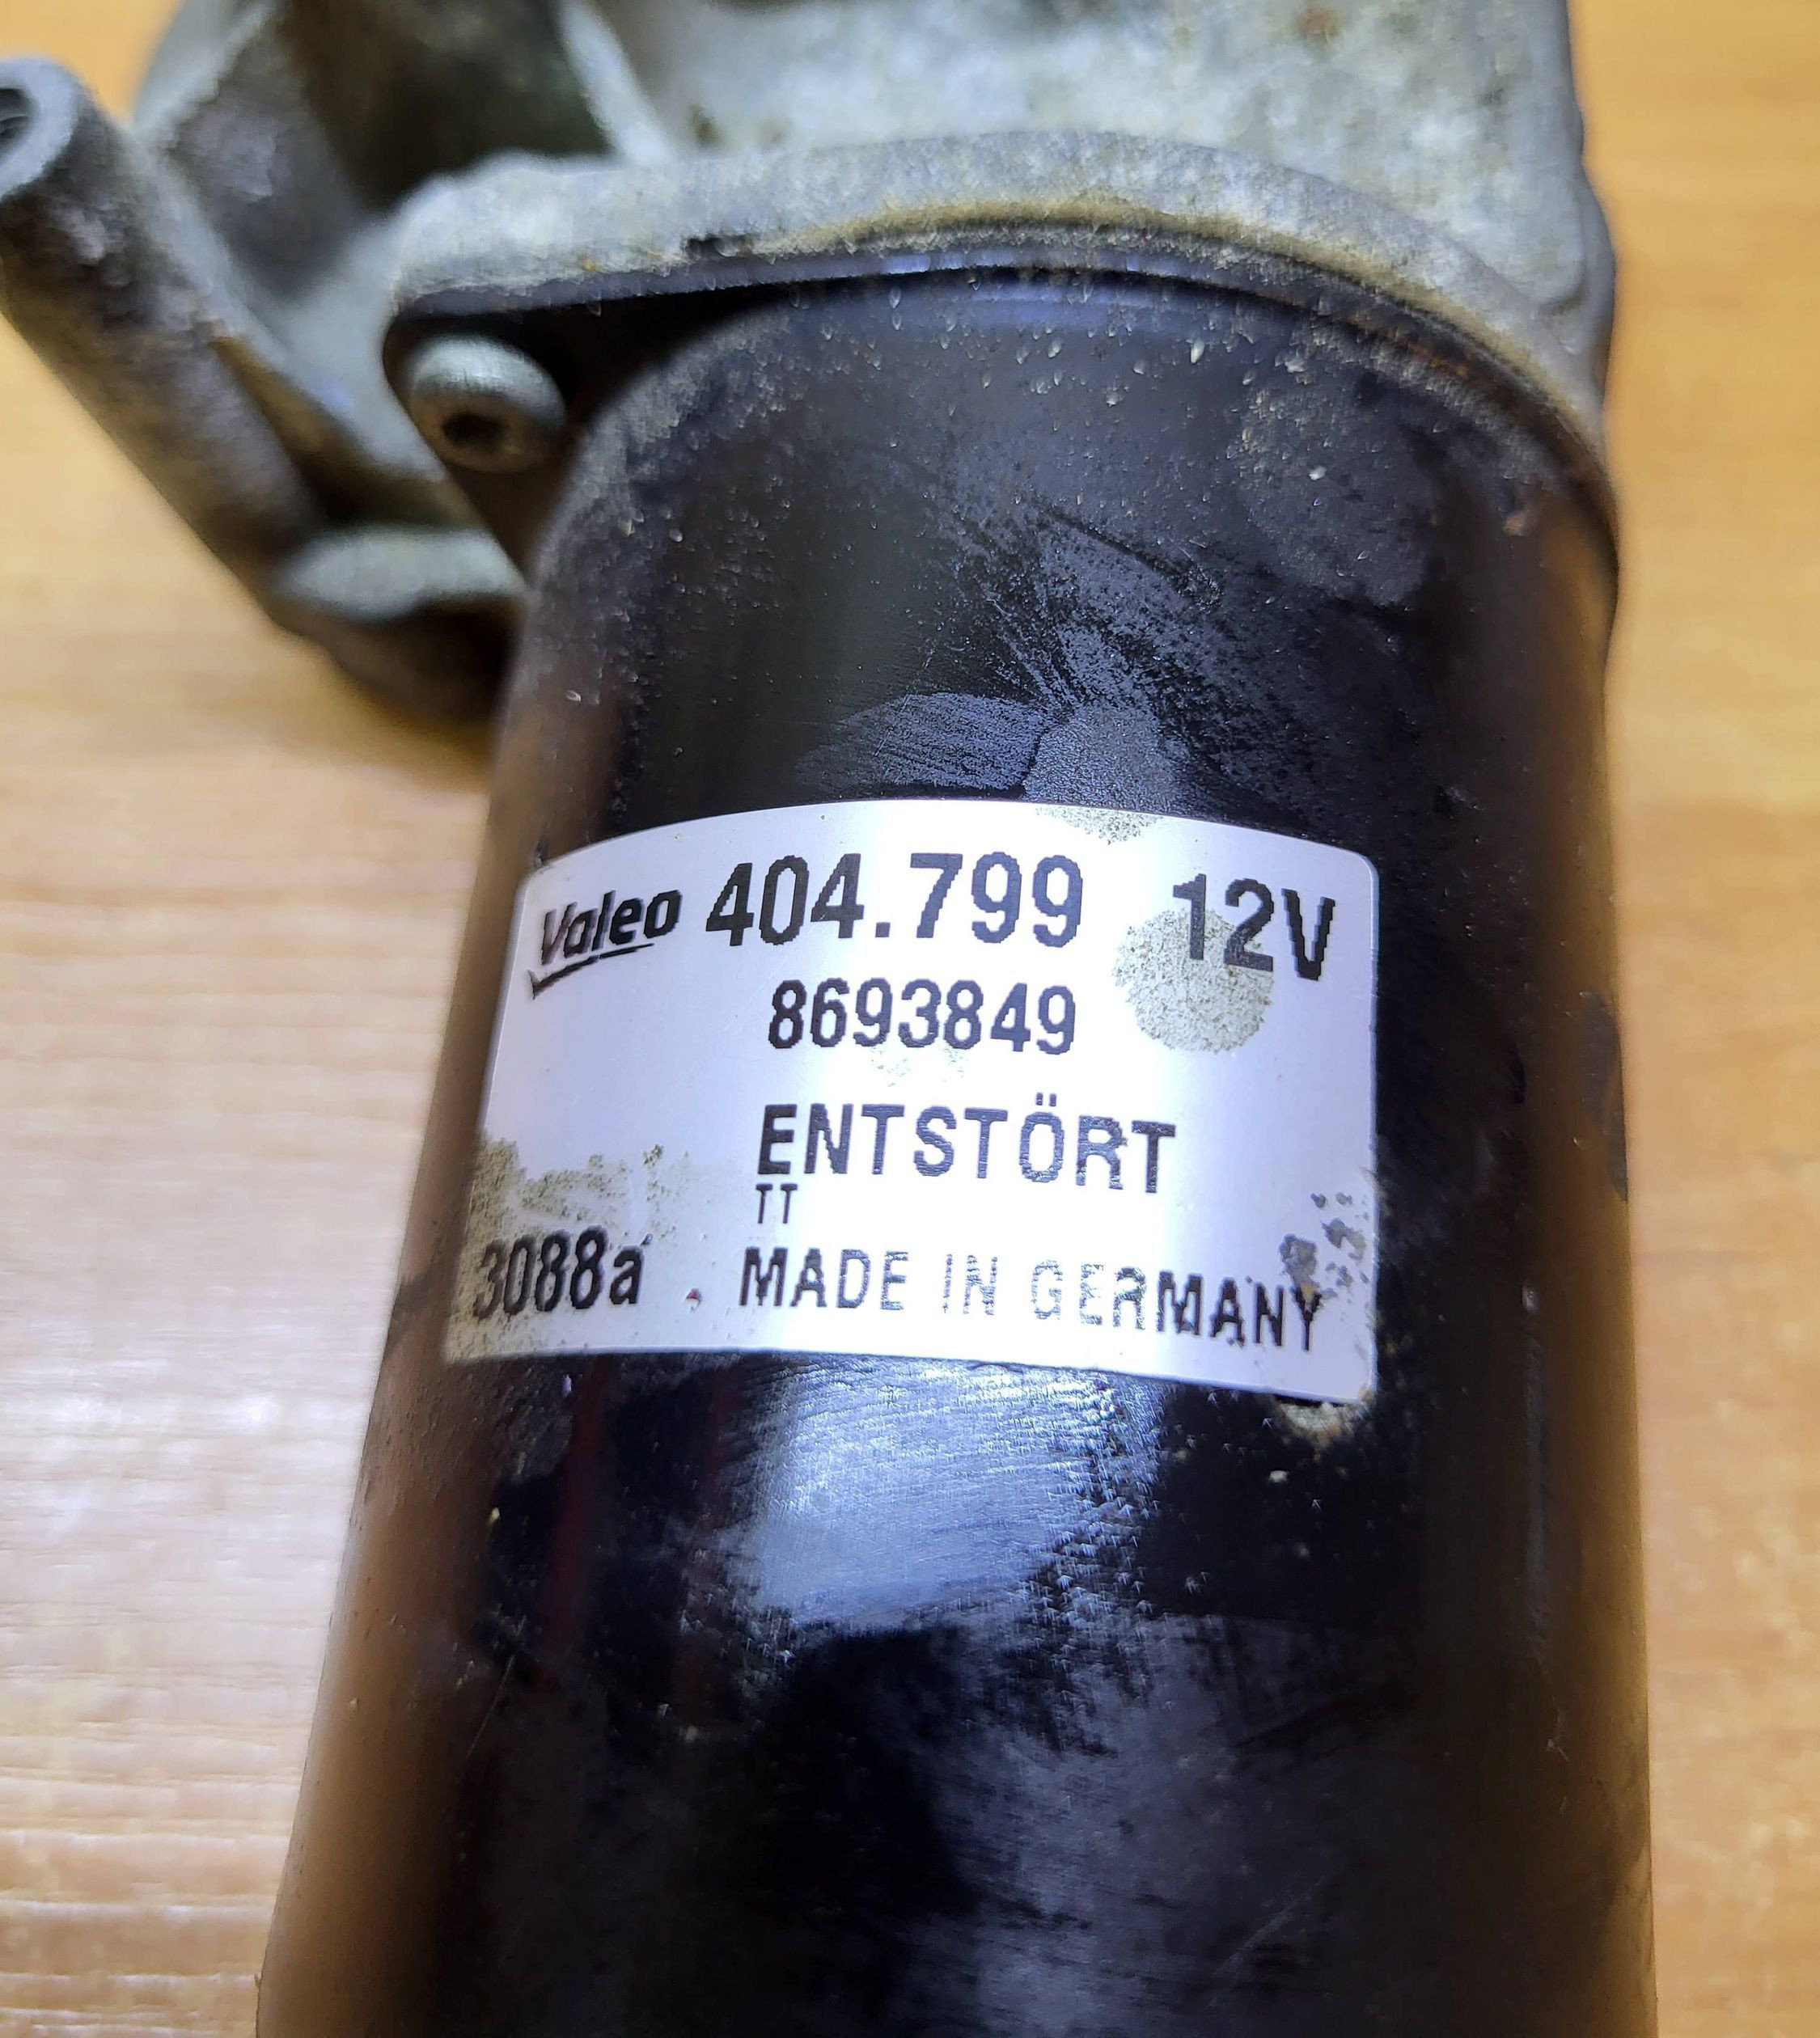 Valeo 404.799 12V
8693849
ENTSTÖRT
TT
3088a . MADE IN GERMANY